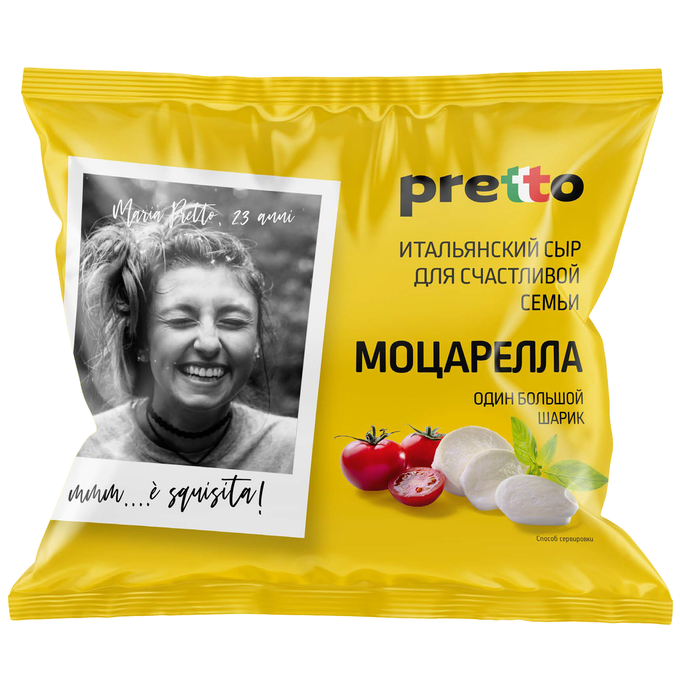 Maria Pretto, 23 anni
mmm....è squisita!
pretto
ИТАЛЬЯНСКИЙ СЫР
ДЛЯ СЧАСТЛИВОЙ
СЕМЬИ
МОЦАРЕЛЛА
ОДИН БОЛЬШОЙ
ШАРИК
Способ сервировки